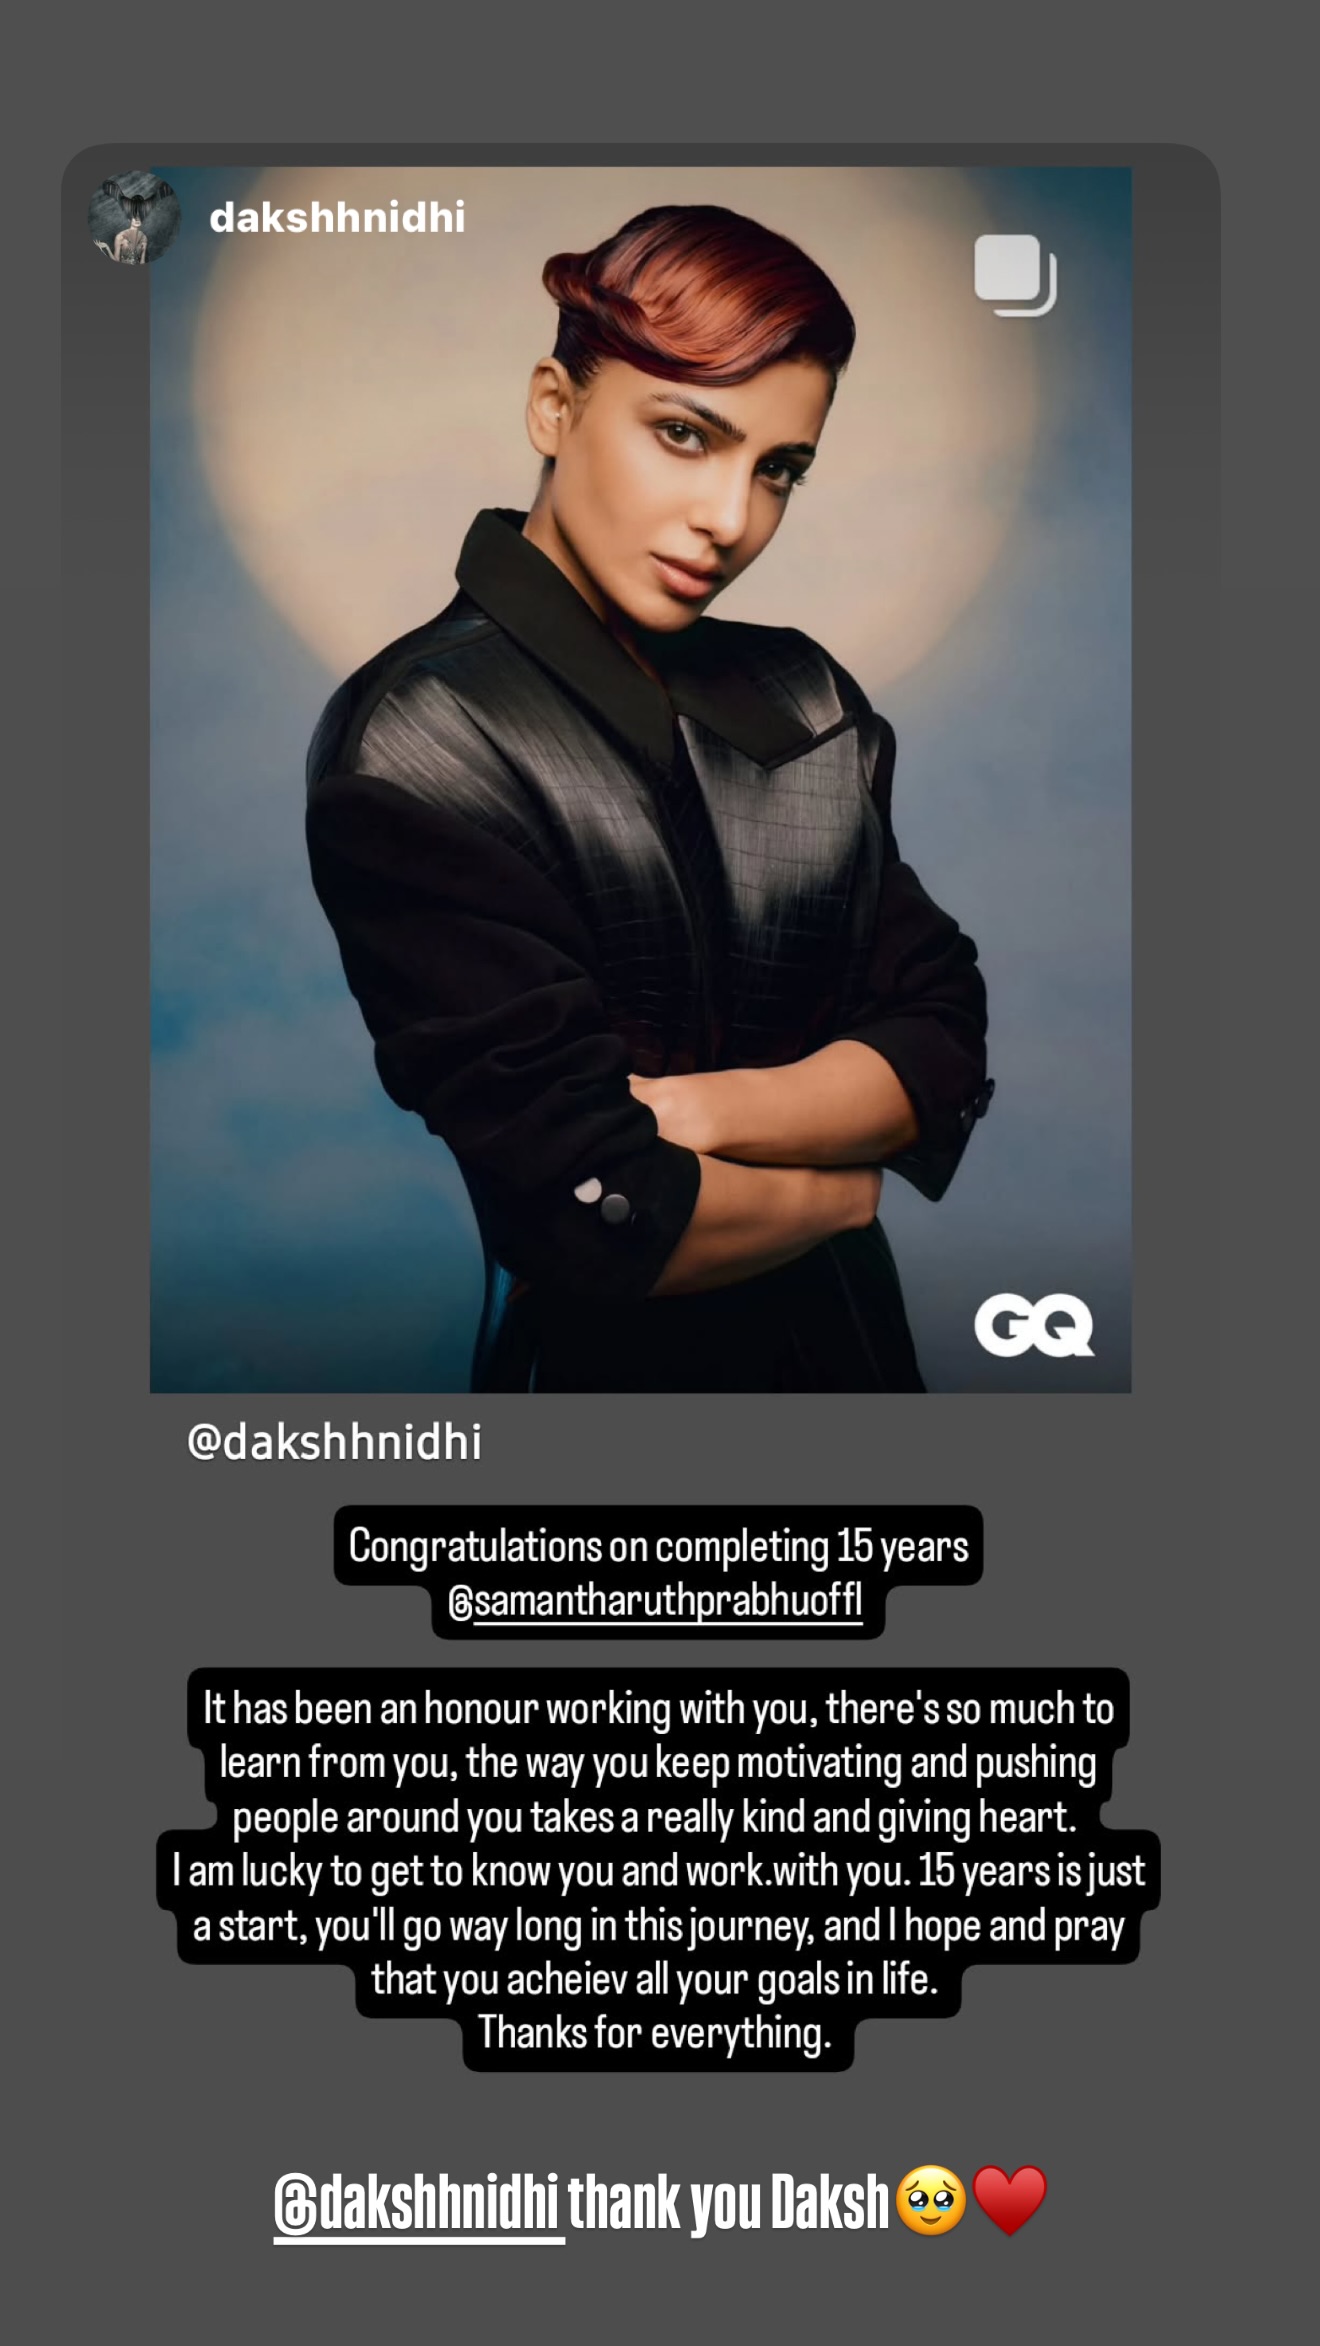 dakshhnidhi
GQ
@dakshhnidhi
Congratulations on completing 15 years
@samantharuthprabhuoffl
It has been an honour working with you, there's so much to
learn from you, the way you keep motivating and pushing
people around you takes a really kind and giving heart.
I am lucky to get to know you and work.with you. 15 years is just
a start, you'll go way long in this journey, and I hope and pray
that you acheiev all your goals in life.
Thanks for everything.
@dakshhnidhi thank you Daksh🥹♥️